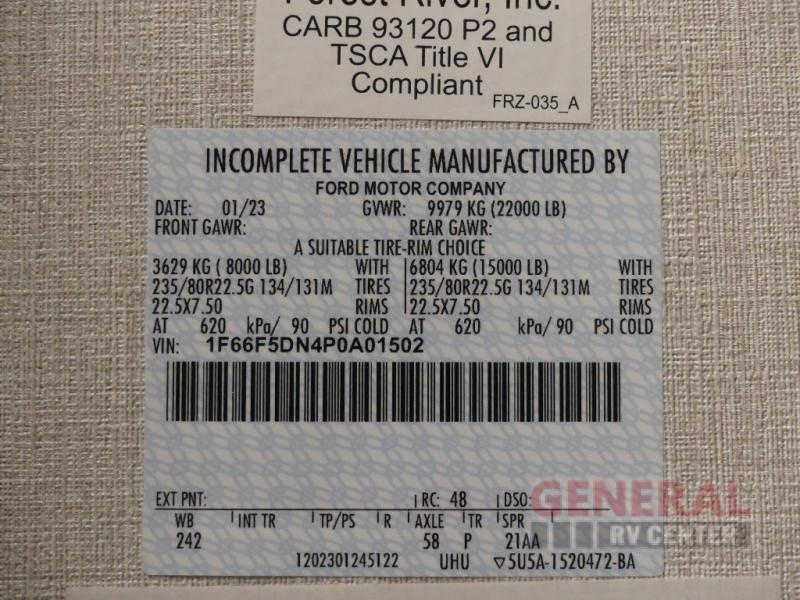 Forest River, Inc.
CARB 93120 P2 and
TSCA Title VI
Compliant
FRZ-035_A
INCOMPLETE VEHICLE MANUFACTURED BY
FORD MOTOR COMPANY
DATE: 01/23 GVWR: 9979 KG (22000 LB)
FRONT GAWR: REAR GAWR:
A SUITABLE TIRE-RIM CHOICE
3629 KG ( 8000 LB) WITH 6804 KG (15000 LB) WITH
235/80R22.5G 134/131M TIRES 235/80R22.5G 134/131M TIRES
22.5X7.50 RIMS 22.5X7.50 RIMS
AT 620 kPa/ 90 PSI COLD AT 620 kPa/ 90 PSI COLD
VIN: 1F66F5DN4P0A01502
EXT PNT: RC: 48 DSO:
WB INT TR TP/PS R AXLE TR SPR
242 58 P 21AA
1202301245122 UHU ▽5U5A-1520472-BA
GENERAL
RV CENTER